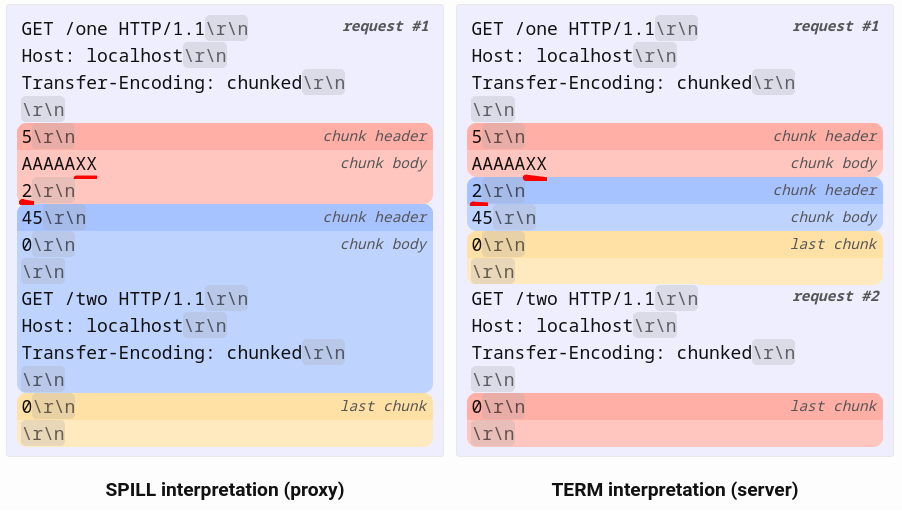 GET /one HTTP/1.1\r\n request #1
Host: localhost\r\n
Transfer-Encoding: chunked\r\n
\r\n
5\r\n chunk header
AAAAAXX chunk body
2\r\n
45\r\n chunk header
0\r\n chunk body
\r\n
GET /two HTTP/1.1\r\n
Host: localhost\r\n
Transfer-Encoding: chunked\r\n
\r\n
0\r\n last chunk
\r\n
SPILL interpretation (proxy)
GET /one HTTP/1.1\r\n request #1
Host: localhost\r\n
Transfer-Encoding: chunked\r\n
\r\n
5\r\n chunk header
AAAAAXX chunk body
2\r\n chunk header
45\r\n chunk body
0\r\n last chunk
\r\n
GET /two HTTP/1.1\r\n request #2
Host: localhost\r\n
Transfer-Encoding: chunked\r\n
\r\n
0\r\n last chunk
\r\n
TERM interpretation (server)